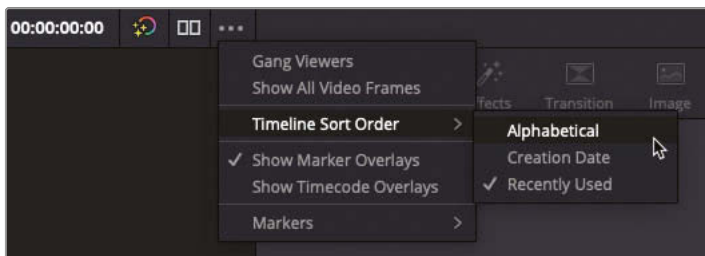 00:00:00:00
Gang Viewers
Show All Video Frames
Effects Transition Image
Timeline Sort Order
Alphabetical
Show Marker Overlays
Creation Date
Show Timecode Overlays
Recently Used
Markers